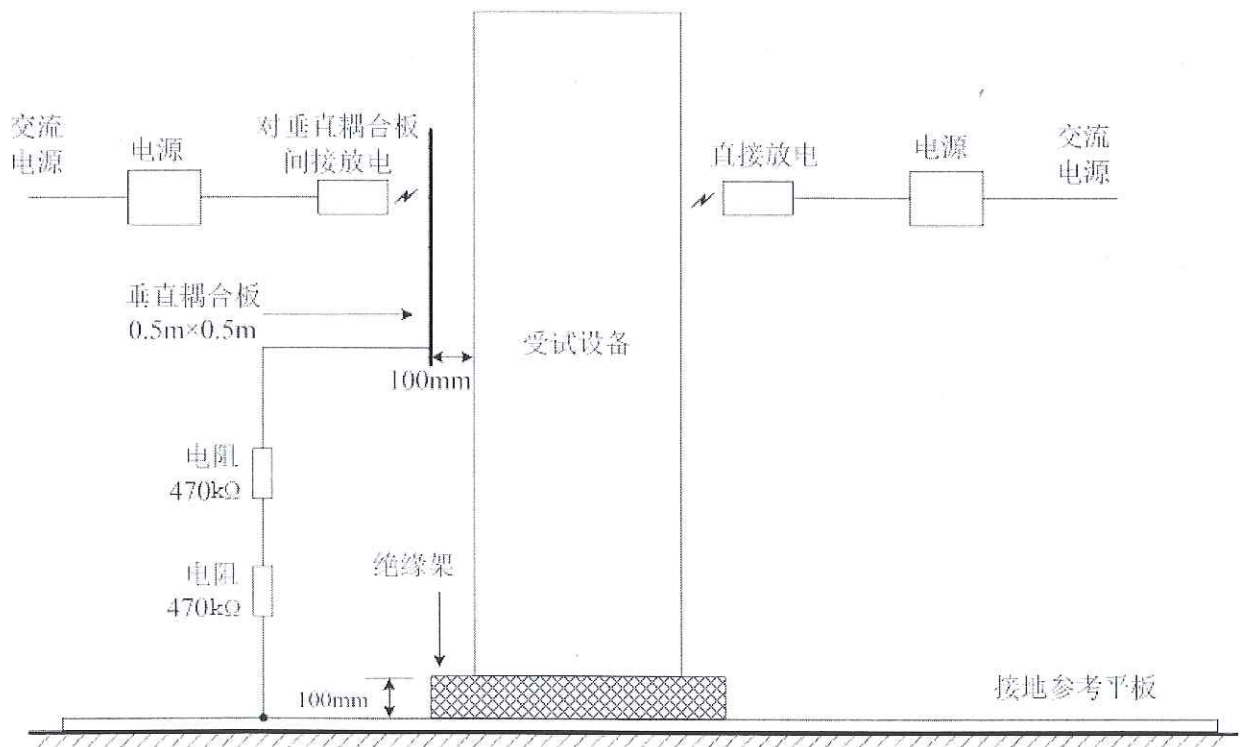 交流
电源
电源
对垂直耦合板
间接放电
直接放电
电源
交流
电源
垂直耦合板
0.5m×0.5m
受试设备
100mm
电阻
470kΩ
电阻
470kΩ
绝缘架
100mm
接地参考平板